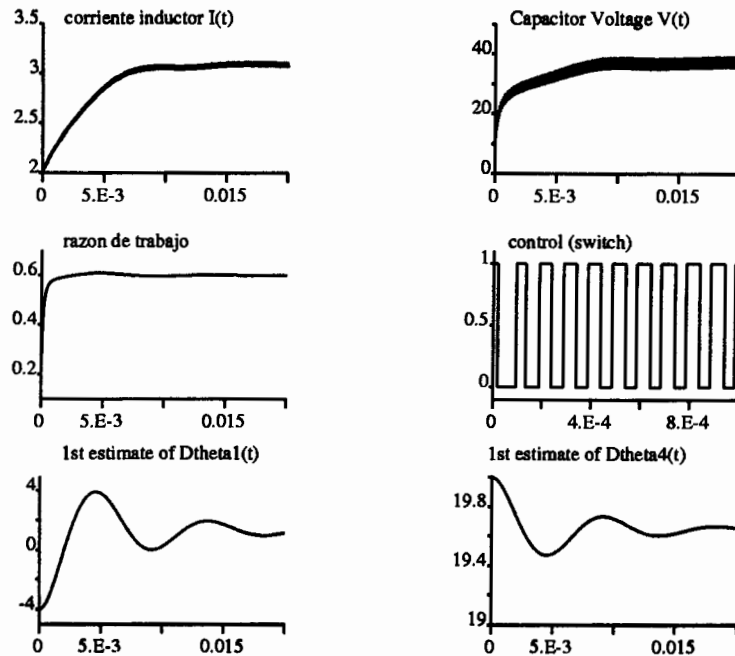 corriente inductor I(t)
3.5
3
2.5
2
0
5.E-3
0.015
Capacitor Voltage V(t)
40
20
0
0
5.E-3
0.015
razon de trabajo
0.6
0.4
0.2
0
5.E-3
0.015
control (switch)
1
0.5
0
0
4.E-4
8.E-4
1st estimate of Dtheta1(t)
4
0
-4
0
5.E-3
0.015
1st estimate of Dtheta4(t)
19.8
19.4
19
0
5.E-3
0.015